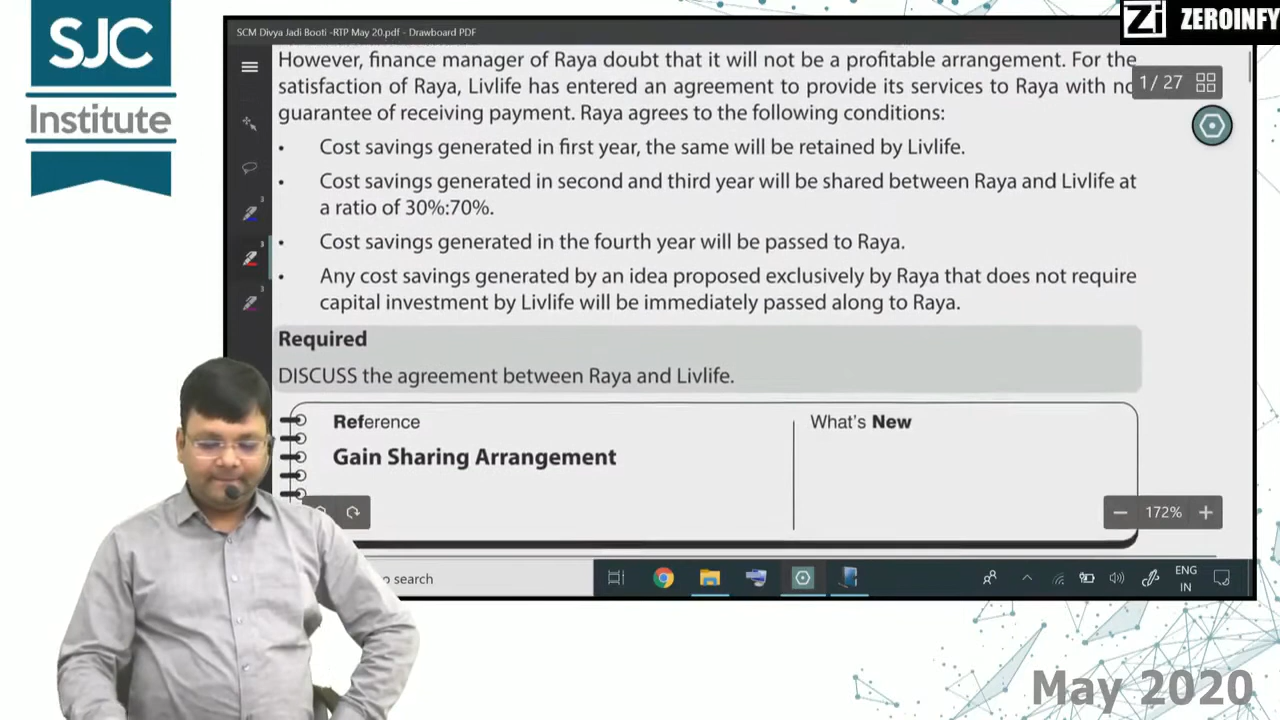 SJC
Institute
Zi ZEROINFY
SCM Divya Jadi Booti -RTP May 20.pdf - Drawboard PDF
However, finance manager of Raya doubt that it will not be a profitable arrangement. For the
satisfaction of Raya, Livlife has entered an agreement to provide its services to Raya with no
1 / 27
guarantee of receiving payment. Raya agrees to the following conditions:
• Cost savings generated in first year, the same will be retained by Livlife.
• Cost savings generated in second and third year will be shared between Raya and Livlife at
a ratio of 30%:70%.
• Cost savings generated in the fourth year will be passed to Raya.
• Any cost savings generated by an idea proposed exclusively by Raya that does not require
capital investment by Livlife will be immediately passed along to Raya.
3
3
3
Required
DISCUSS the agreement between Raya and Livlife.
Reference
What's New
Gain Sharing Arrangement
172%
search
ENG
IN
May 2020